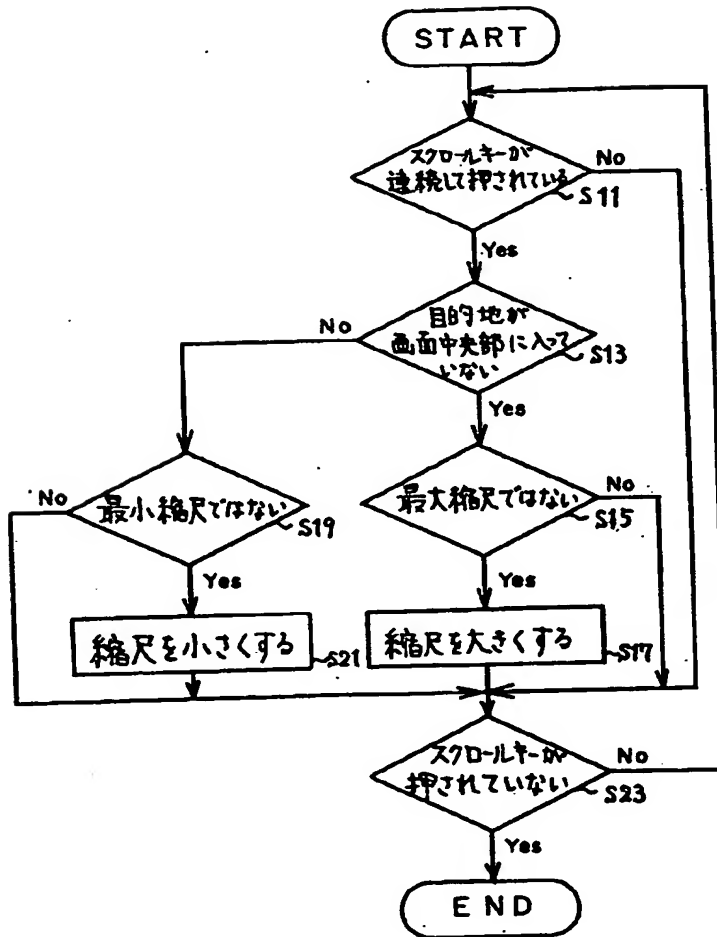 START
スクロールキーが
連続して押されている
No
S11
Yes
目的地が
画面中央部に入って
いない
No
S13
Yes
最小縮尺ではない
No
S19
Yes
最大縮尺ではない
No
S15
Yes
縮尺を小さくする
S21
縮尺を大きくする
S17
スクロールキーが
押されていない
No
S23
Yes
END